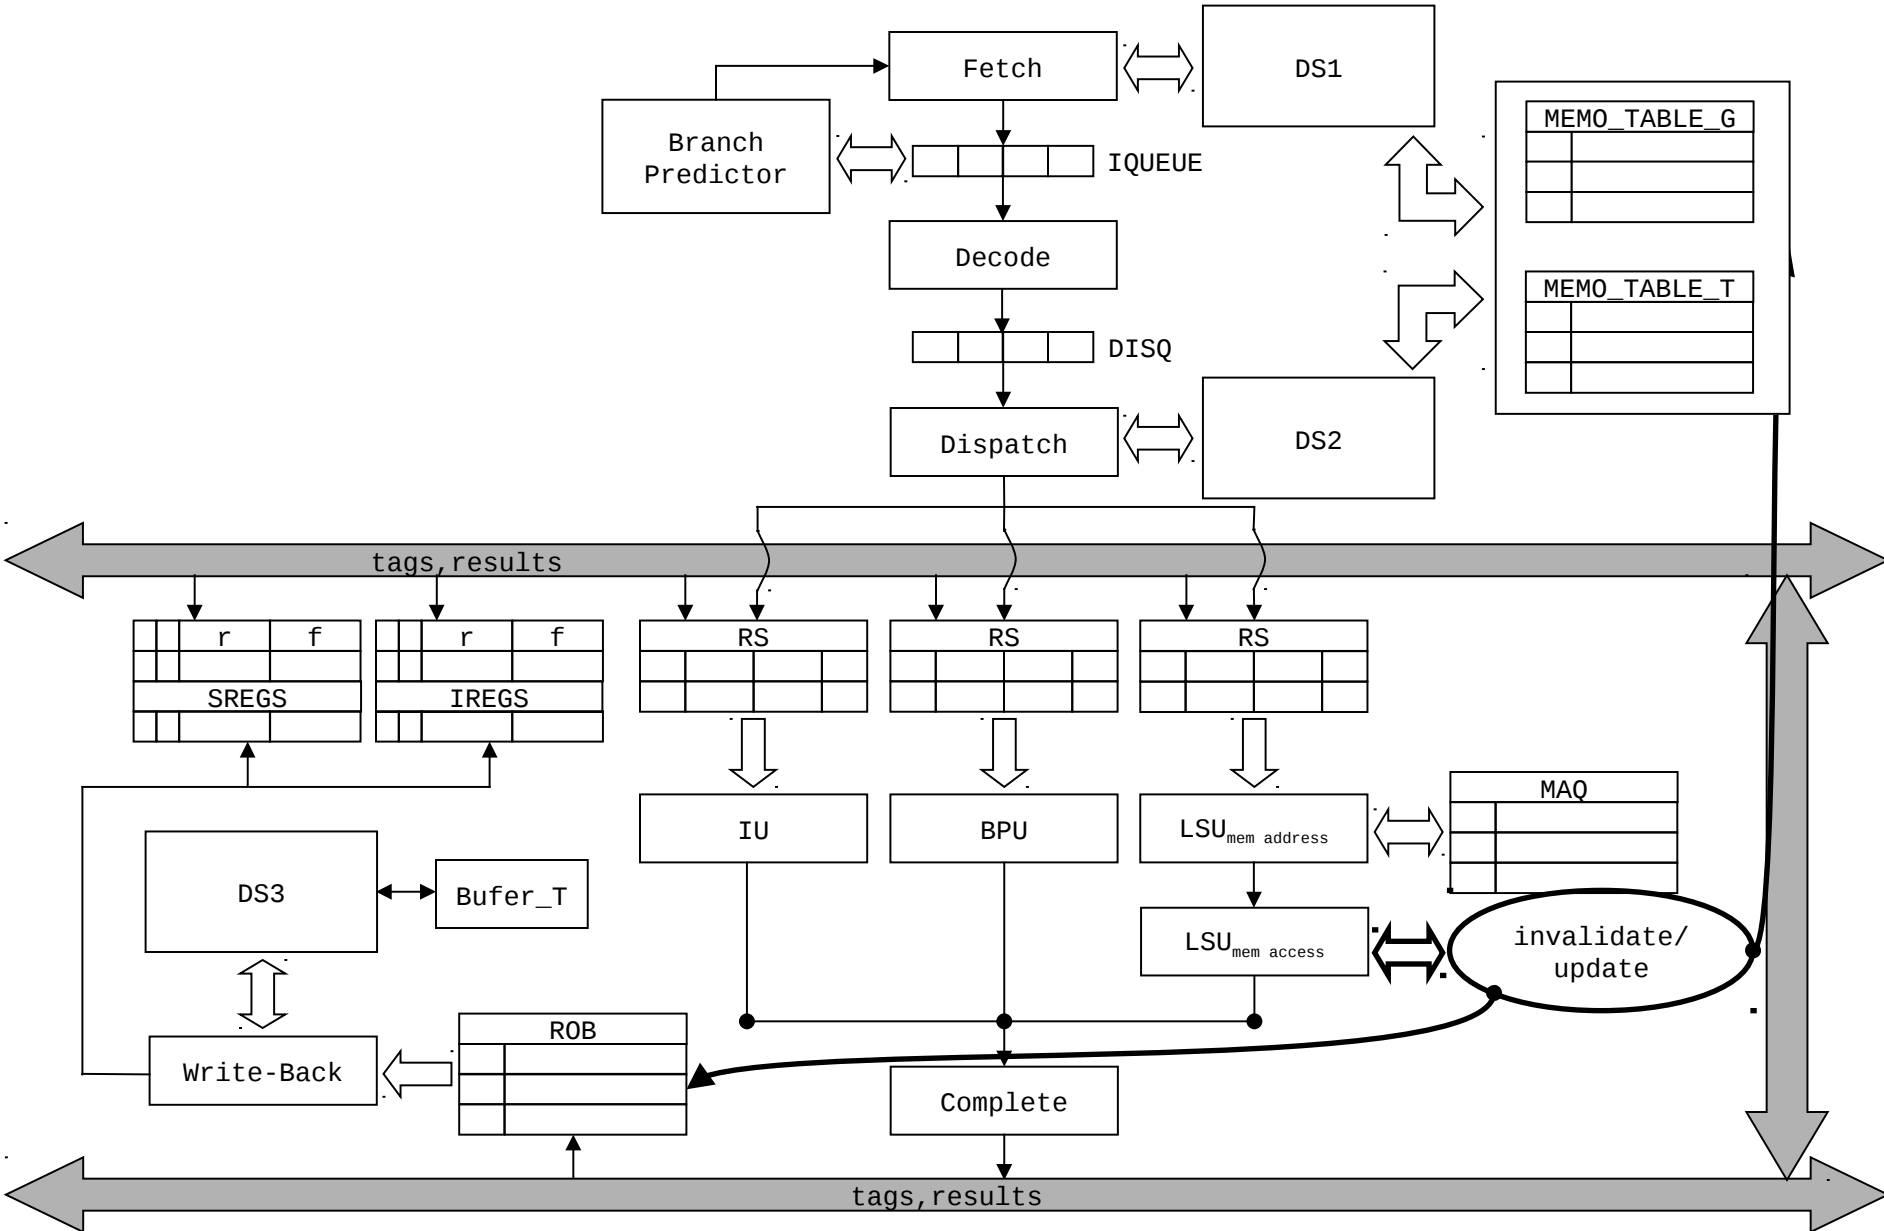 Fetch
DS1
MEMO_TABLE_G
Branch
Predictor
IQUEUE
Decode
MEMO_TABLE_T
DISQ
Dispatch
DS2
tags,results
r f
SREGS
r f
IREGS
RS
RS
RS
MAQ
IU
BPU
LSUmem address
DS3
Bufer_T
LSUmem access
invalidate/
update
ROB
Write-Back
Complete
tags,results